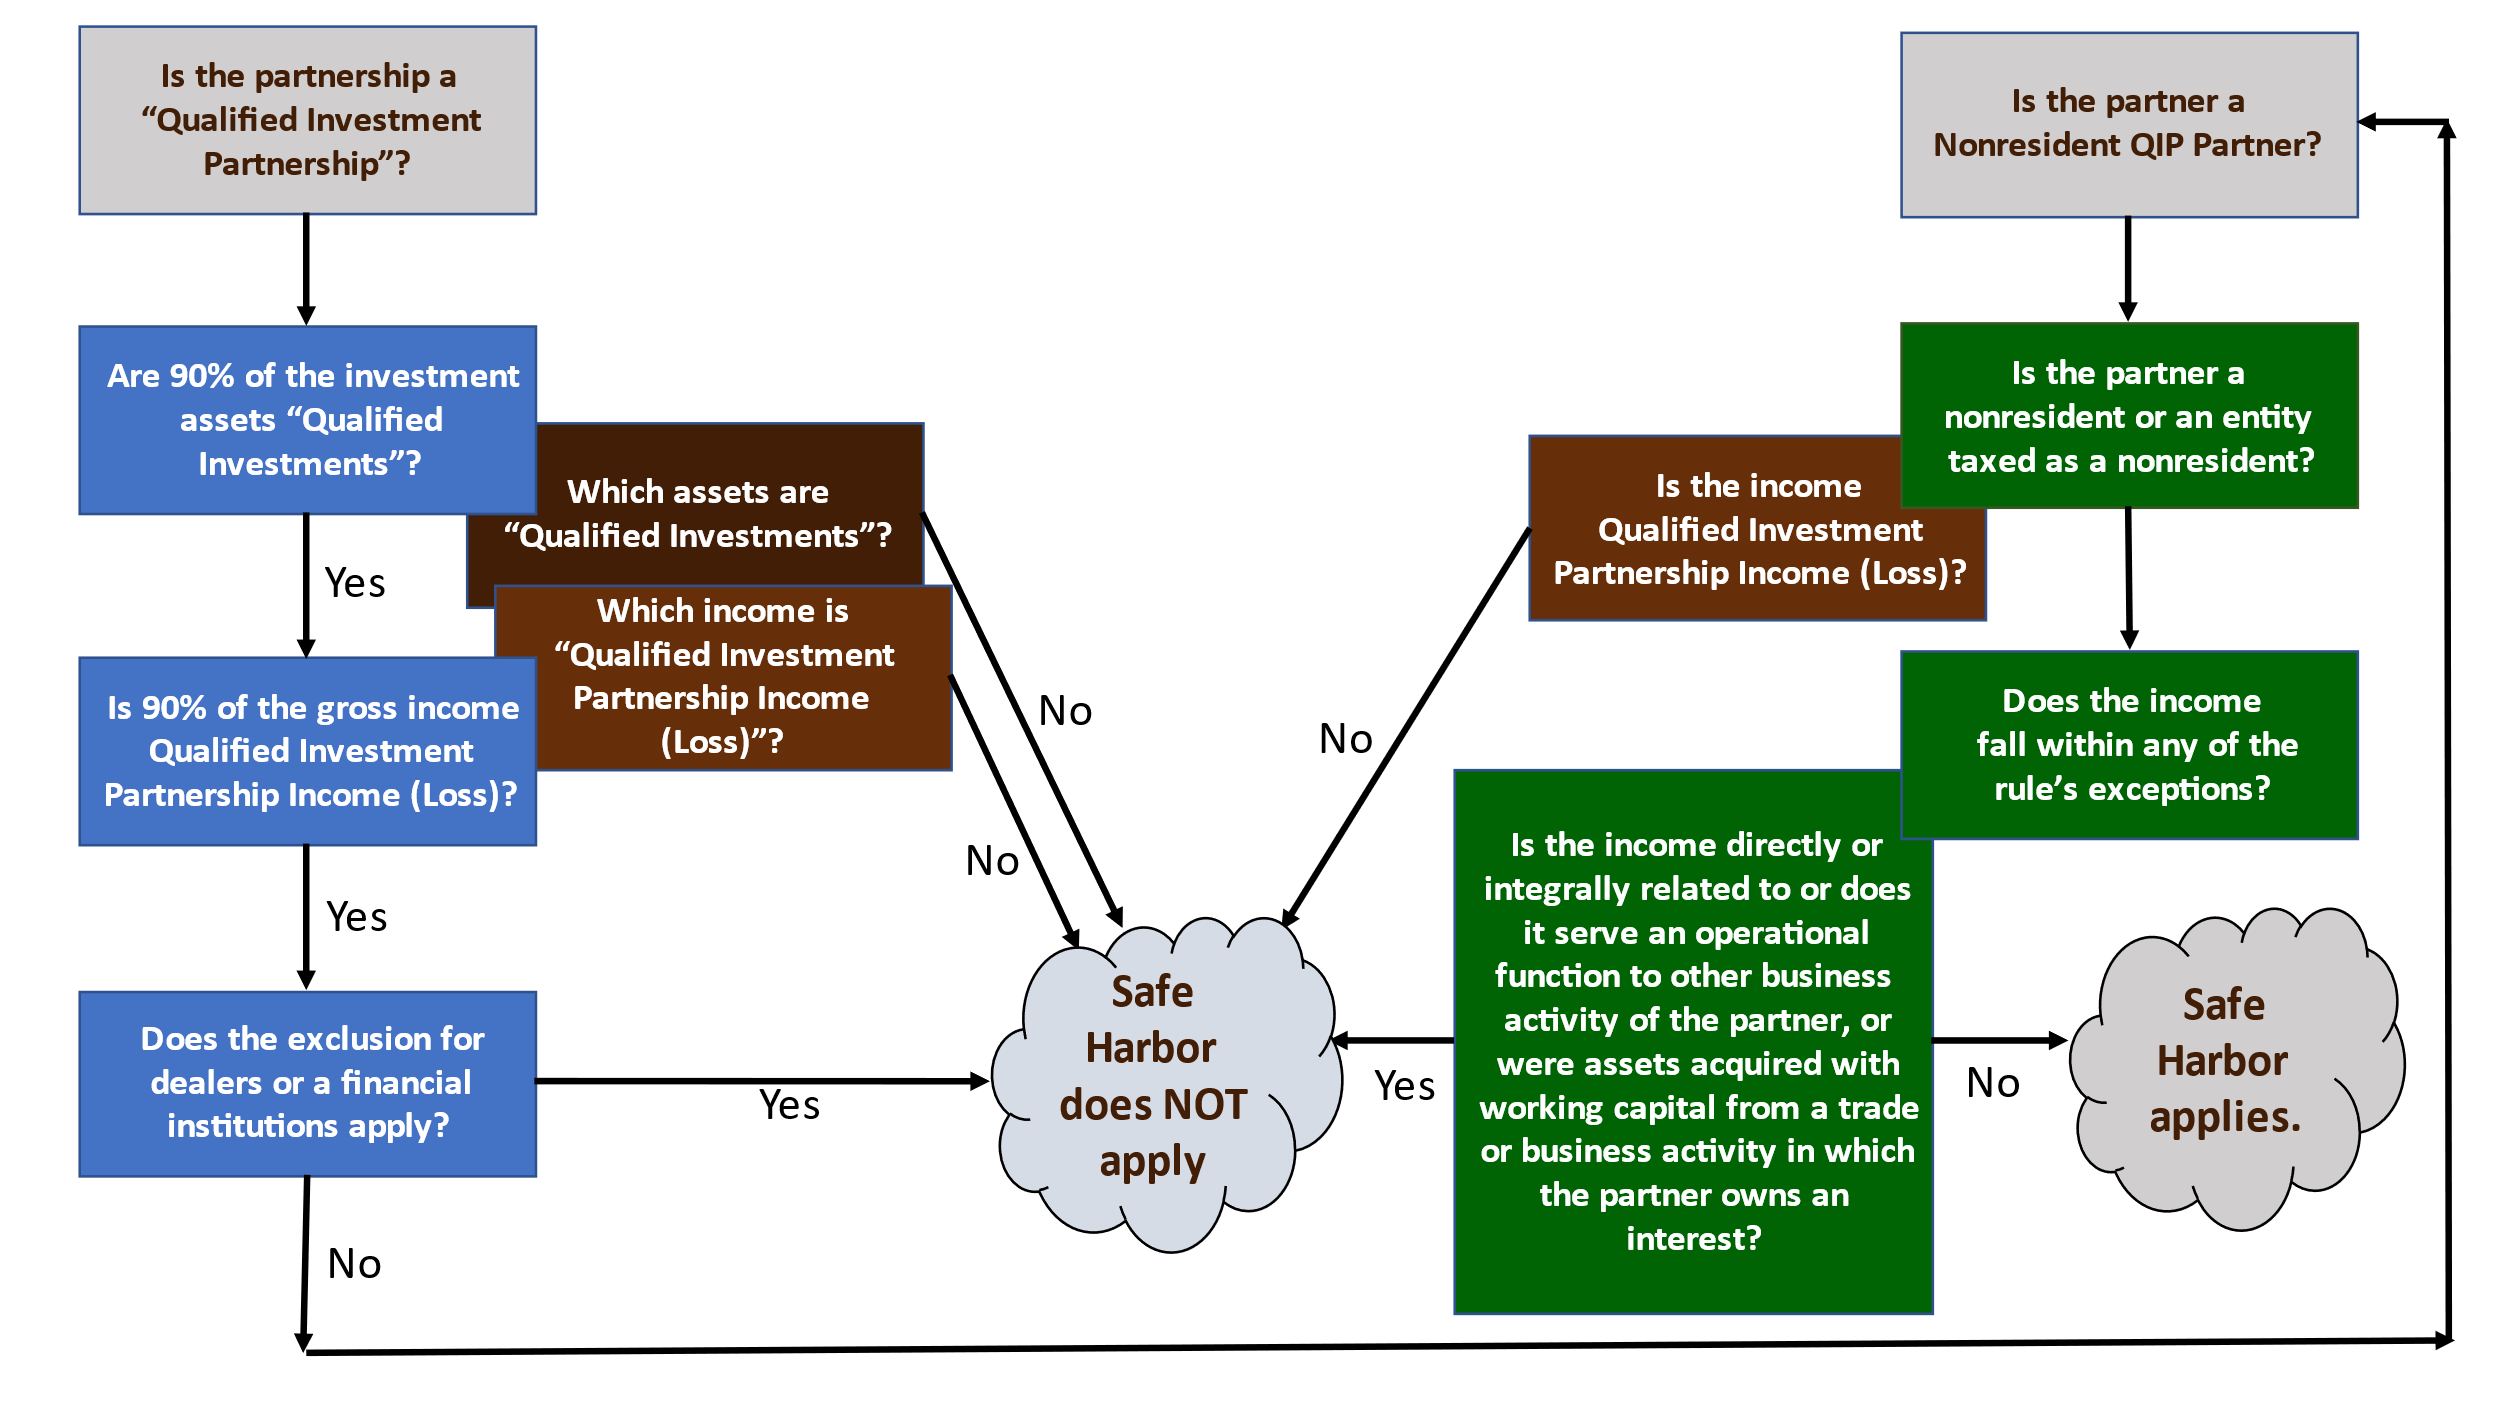 Is the partnership a
“Qualified Investment
Partnership”?
Are 90% of the investment
assets “Qualified
Investments”?
Which assets are
“Qualified Investments”?
Yes
Which income is
“Qualified Investment
Partnership Income
(Loss)”?
Is 90% of the gross income
Qualified Investment
Partnership Income (Loss)?
No
No
Yes
Does the exclusion for
dealers or a financial
institutions apply?
Yes
No
Safe
Harbor
does NOT
apply
Is the partner a
Nonresident QIP Partner?
Is the partner a
nonresident or an entity
taxed as a nonresident?
Is the income
Qualified Investment
Partnership Income (Loss)?
No
Does the income
fall within any of the
rule’s exceptions?
Is the income directly or
integrally related to or does
it serve an operational
function to other business
activity of the partner, or
were assets acquired with
working capital from a trade
or business activity in which
the partner owns an
interest?
Yes
No
Safe
Harbor
applies.